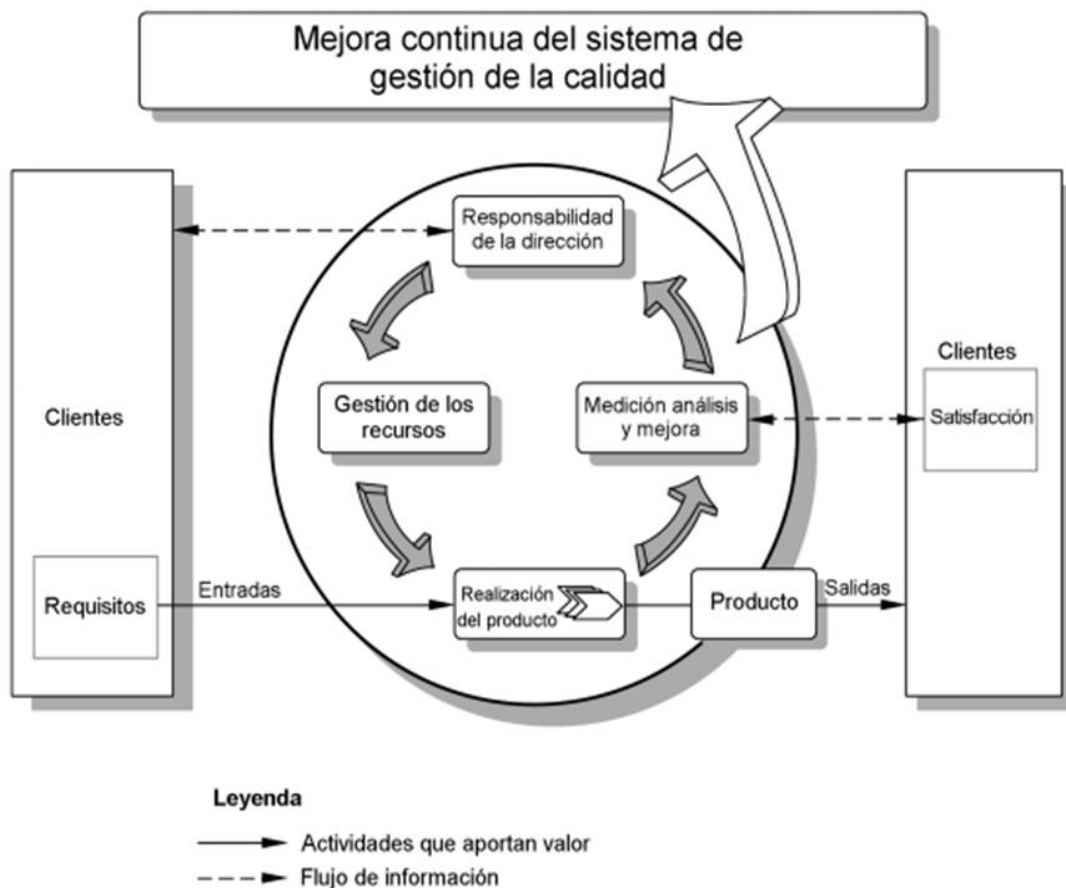 Mejora continua del sistema de
gestión de la calidad
Responsabilidad
de la dirección
Clientes
Gestión de los
recursos
Medición análisis
y mejora
Clientes
Satisfacción
Requisitos
Entradas
Realización
del producto
Producto
Salidas
Leyenda
Actividades que aportan valor
Flujo de información